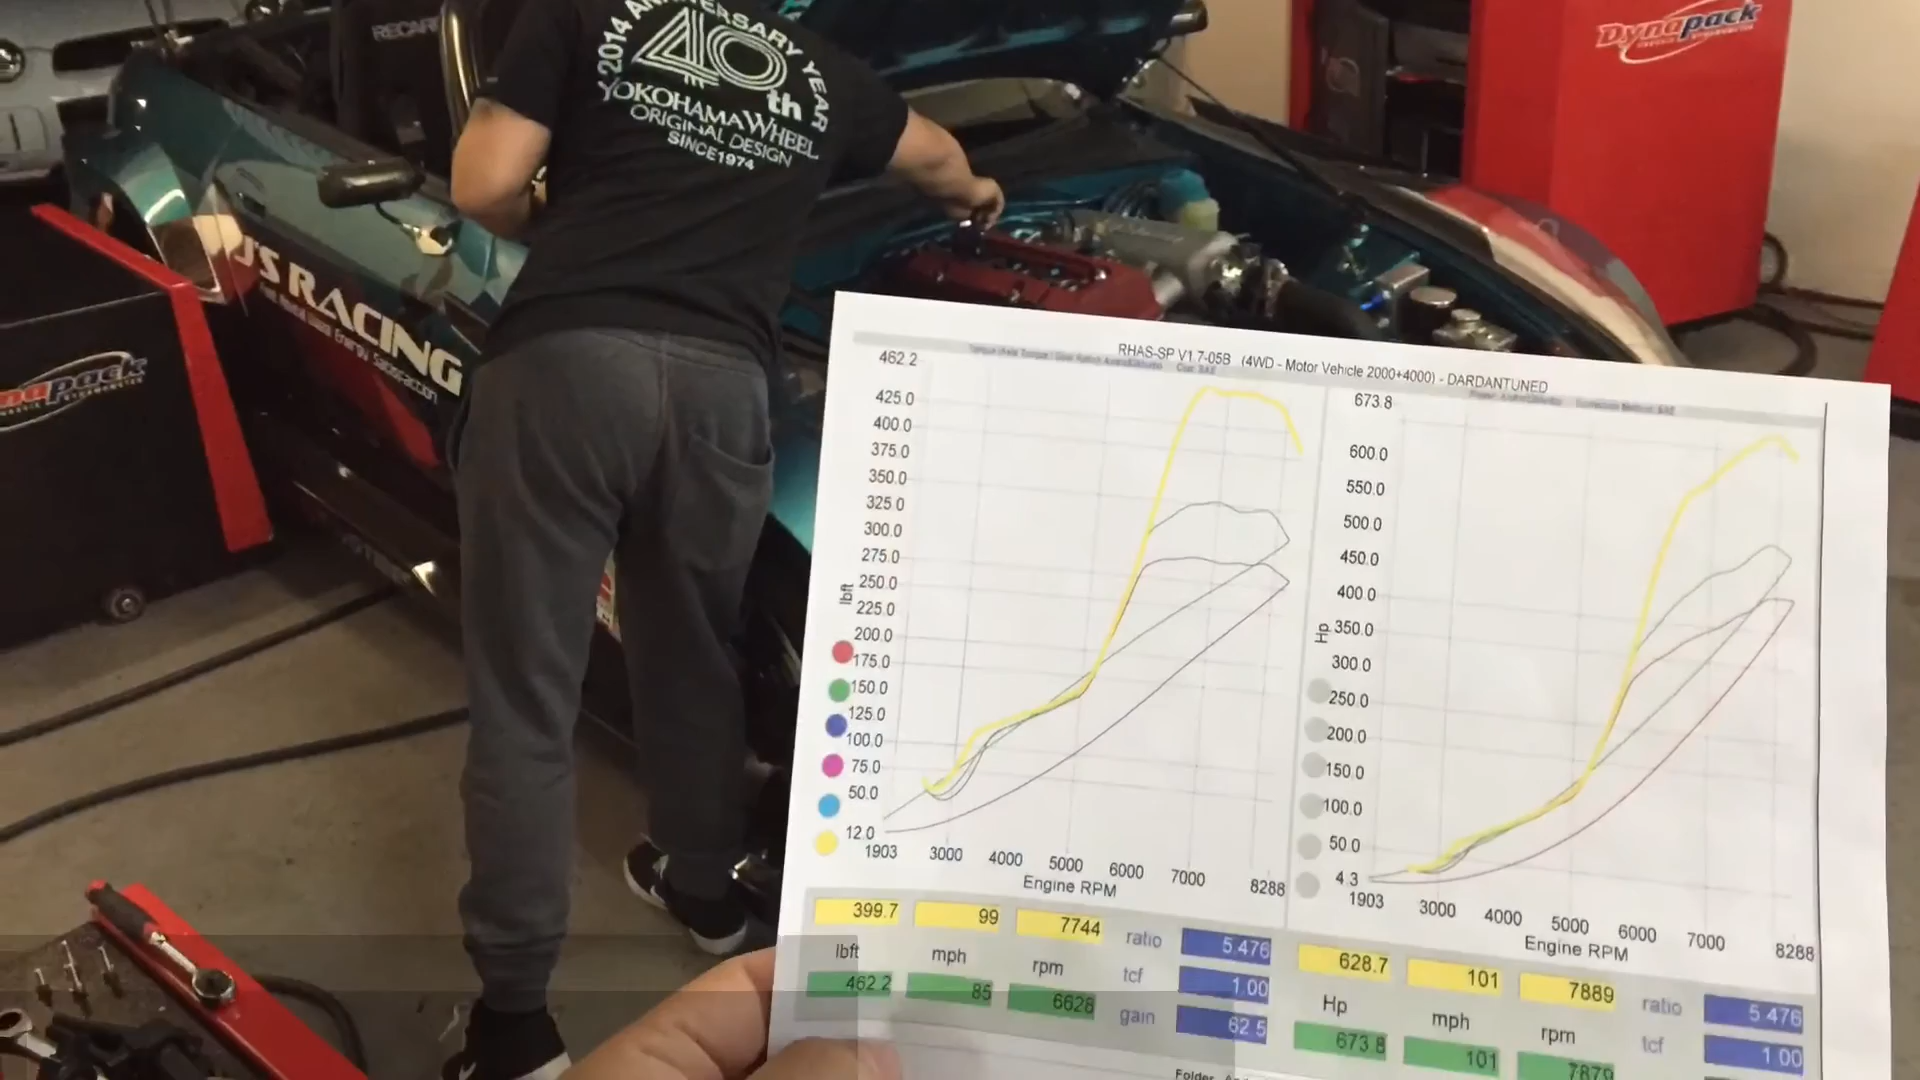 RECARO
2014 ANNIVERSARY YEAR
40th
YOKOHAMAWHEEL
ORIGINAL DESIGN
SINCE1974
Dynapack
J'S RACING
Dynapack
RHAS-SP V1.7-05B (4WD - Motor Vehicle 2000+4000) - DARDANTUNED
462.2
425.0
400.0
375.0
350.0
325.0
300.0
275.0
250.0
225.0
200.0
175.0
150.0
125.0
100.0
75.0
50.0
12.0
lbft
1903 3000 4000 5000 6000 7000 8288
Engine RPM
673.8
600.0
550.0
500.0
450.0
400.0
350.0
300.0
250.0
200.0
150.0
100.0
50.0
4.3
Hp
1903 3000 4000 5000 6000 7000 8288
Engine RPM
399.7 99 7744 ratio 5.476
lbft mph rpm tcf 1.00
462.2 85 6628 gain 62.5
628.7 101 7889 ratio 5.476
Hp mph rpm tcf 1.00
673.8 101 7879
Folder